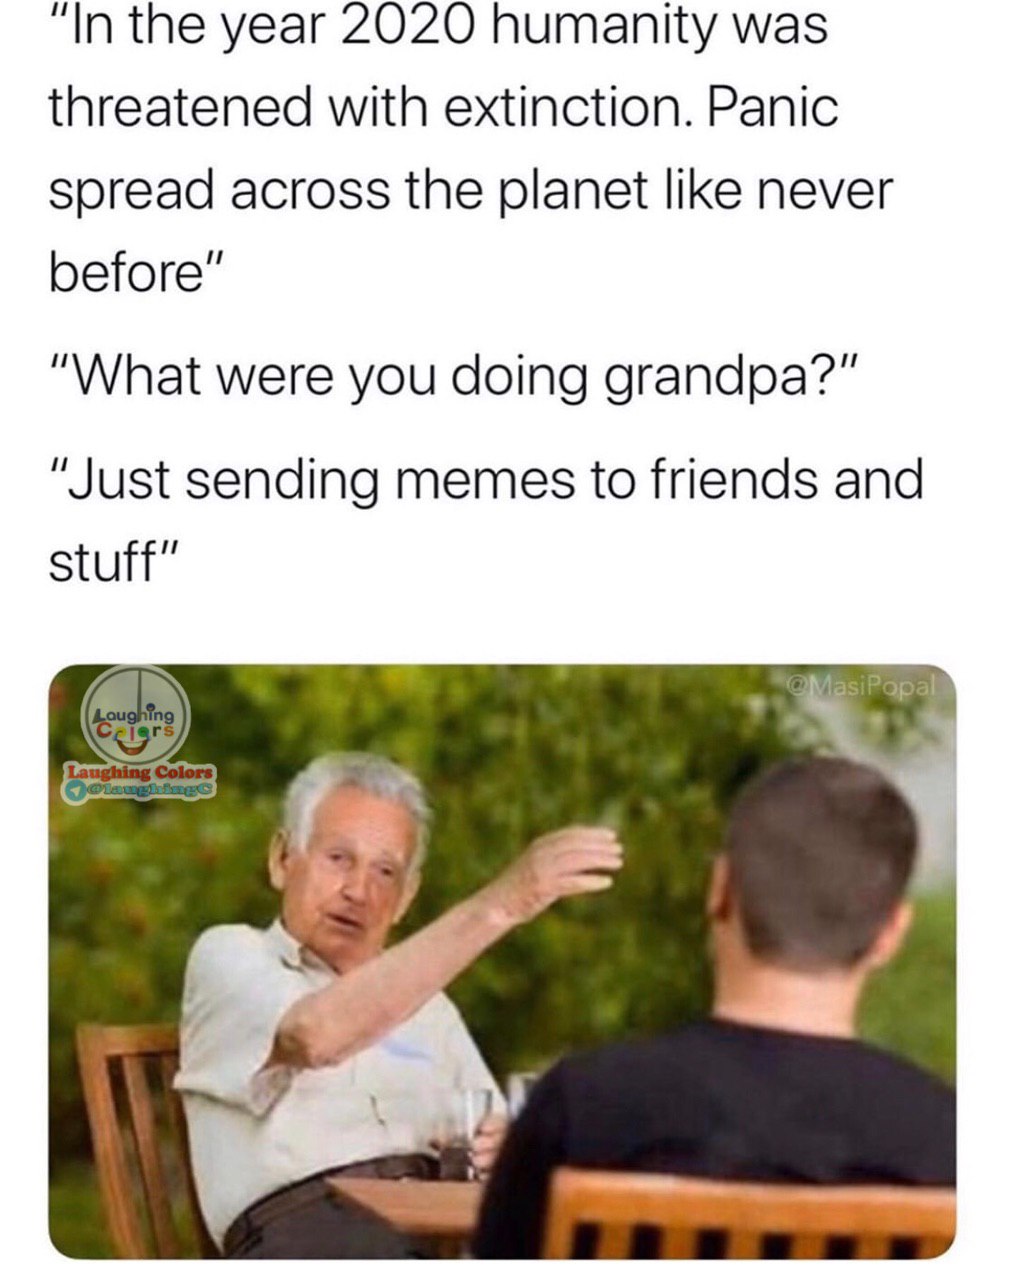 "In the year 2020 humanity was
threatened with extinction. Panic
spread across the planet like never
before"
"What were you doing grandpa?"
"Just sending memes to friends and
stuff"
@MasiPopal
Laughing
Colors
Laughing Colors
@laughingC